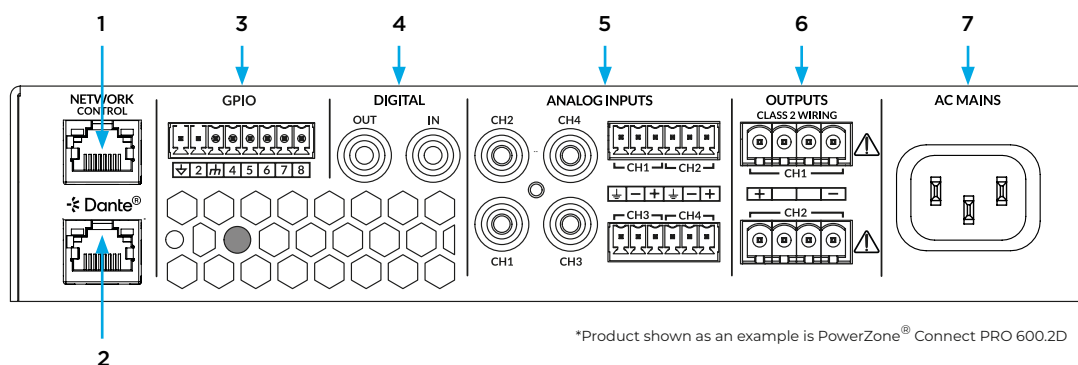 1 3 4 5 6 7
NETWORK CONTROL
GPIO
DIGITAL
ANALOG INPUTS
OUTPUTS
CLASS 2 WIRING
AC MAINS
OUT IN
CH2 CH4
CH1 CH2
CH1
2 4 5 6 7 8
− + − +
+ −
Dante®
CH3 CH4
CH2
CH1 CH3
*Product shown as an example is PowerZone® Connect PRO 600.2D
2